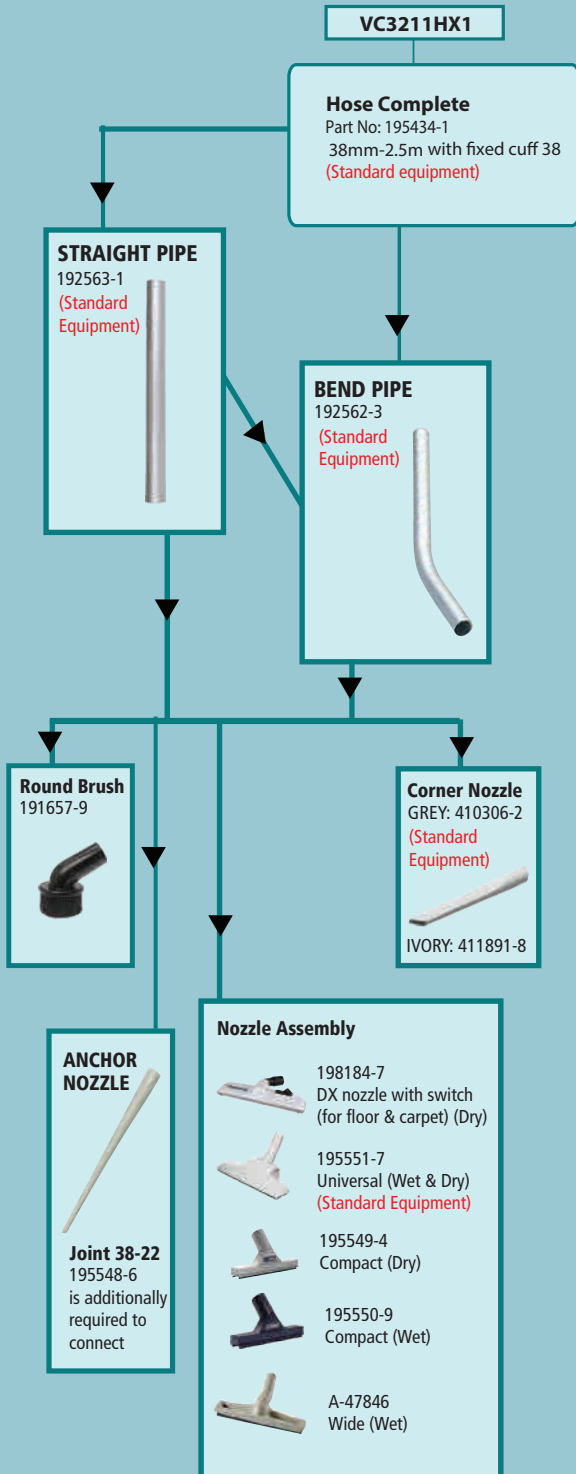 VC3211HX1
Hose Complete
Part No: 195434-1
38mm-2.5m with fixed cuff 38
(Standard equipment)
STRAIGHT PIPE
192563-1
(Standard
Equipment)
BEND PIPE
192562-3
(Standard
Equipment)
Round Brush
191657-9
Corner Nozzle
GREY: 410306-2
(Standard
Equipment)
IVORY: 411891-8
ANCHOR
NOZZLE
Joint 38-22
195548-6
is additionally
required to
connect
Nozzle Assembly
198184-7
DX nozzle with switch
(for floor & carpet) (Dry)
195551-7
Universal (Wet & Dry)
(Standard Equipment)
195549-4
Compact (Dry)
195550-9
Compact (Wet)
A-47846
Wide (Wet)